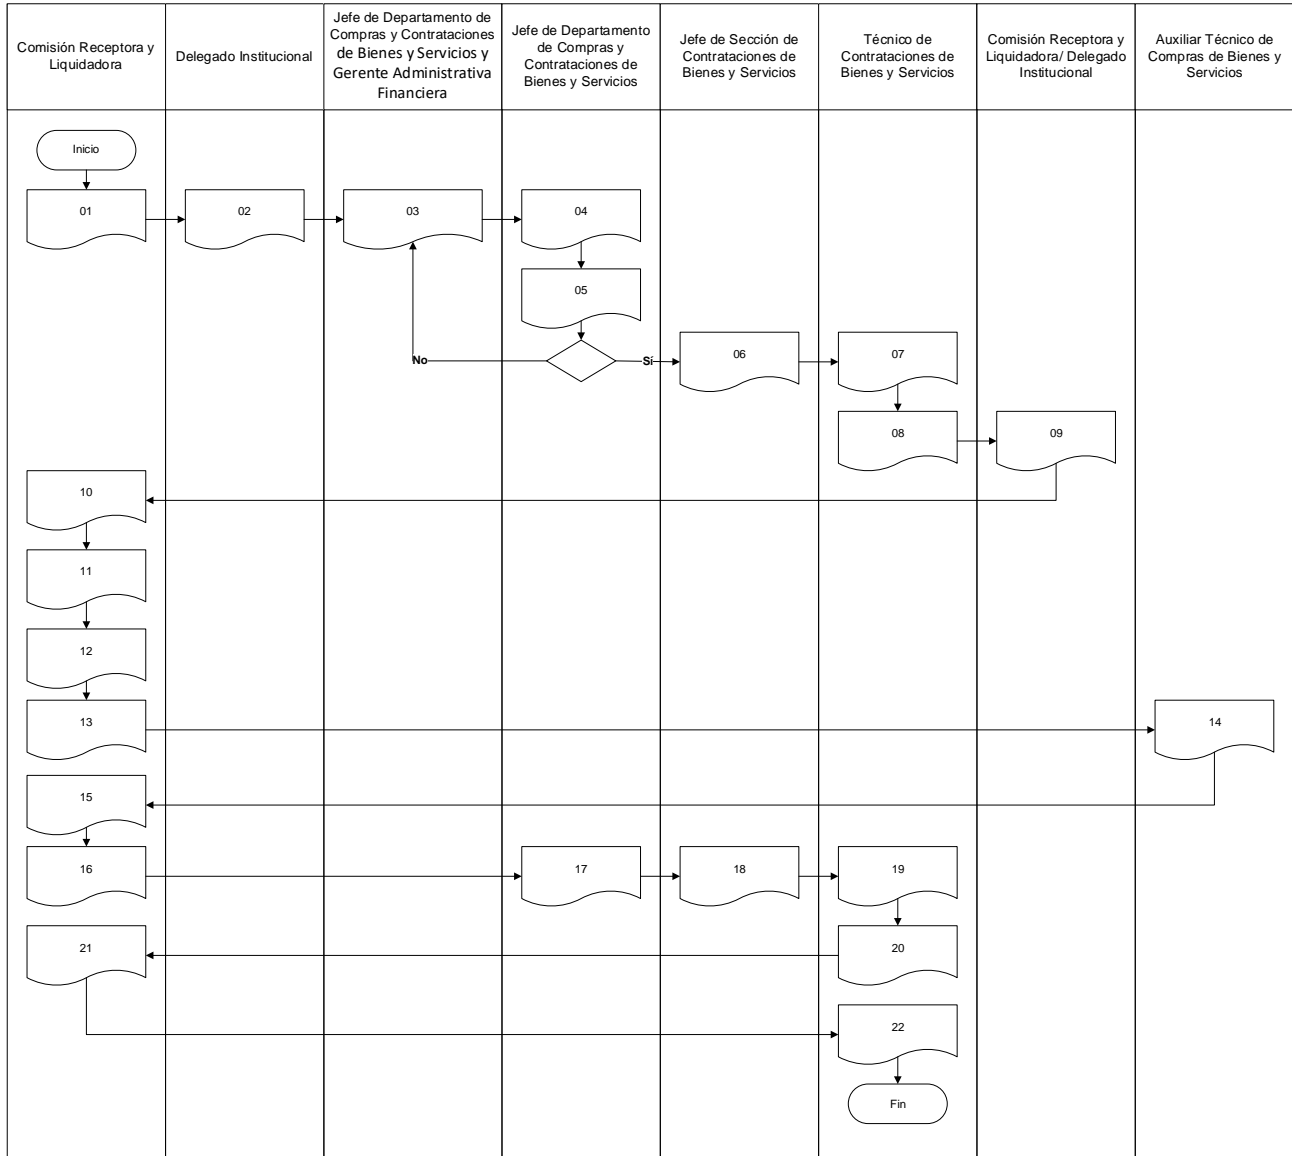 Comisión Receptora y
Liquidadora
Delegado Institucional
Jefe de Departamento de
Compras y Contrataciones
de Bienes y Servicios y
Gerente Administrativa
Financiera
Jefe de Departamento
de Compras y
Contrataciones de
Bienes y Servicios
Jefe de Sección de
Contrataciones de
Bienes y Servicios
Técnico de
Contrataciones de
Bienes y Servicios
Comisión Receptora y
Liquidadora/ Delegado
Institucional
Auxiliar Técnico de
Compras de Bienes y
Servicios
Inicio
01
02
03
04
05
No
Sí
06
07
08
09
10
11
12
13
14
15
16
17
18
19
21
20
22
Fin